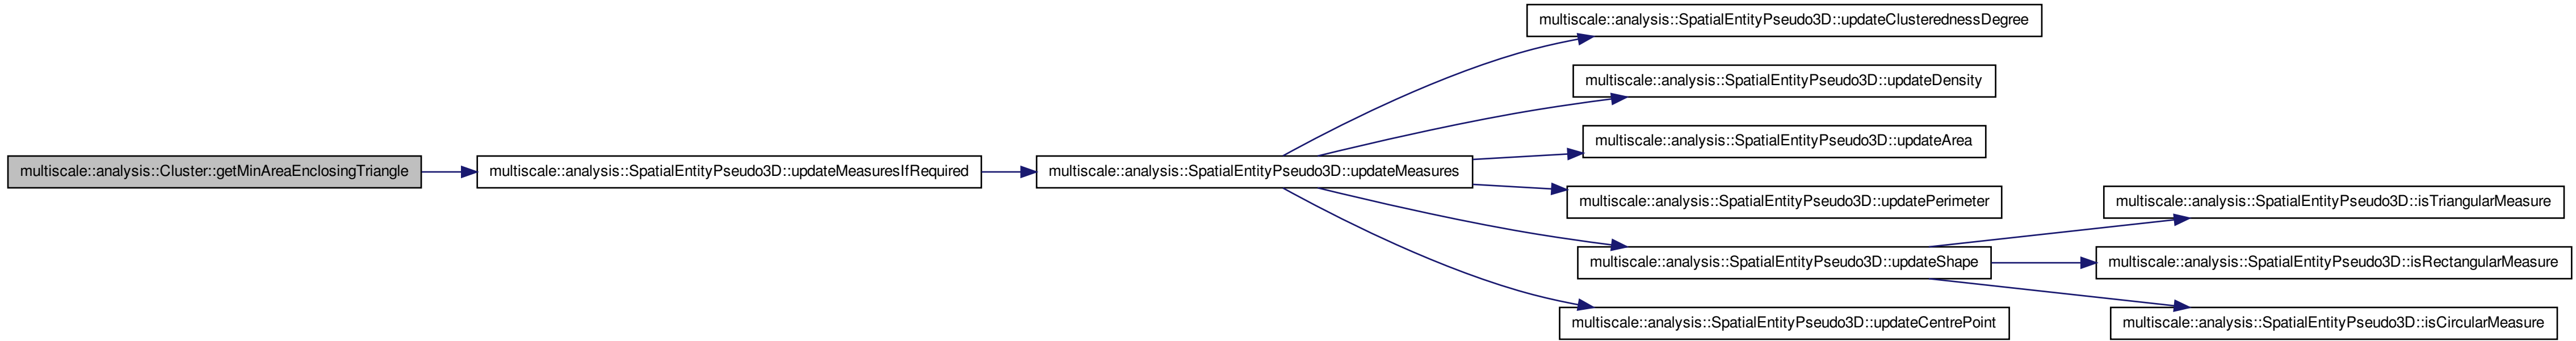 multiscale::analysis::Cluster::getMinAreaEnclosingTriangle
multiscale::analysis::SpatialEntityPseudo3D::updateMeasuresIfRequired
multiscale::analysis::SpatialEntityPseudo3D::updateMeasures
multiscale::analysis::SpatialEntityPseudo3D::updateClusterednessDegree
multiscale::analysis::SpatialEntityPseudo3D::updateDensity
multiscale::analysis::SpatialEntityPseudo3D::updateArea
multiscale::analysis::SpatialEntityPseudo3D::updatePerimeter
multiscale::analysis::SpatialEntityPseudo3D::updateShape
multiscale::analysis::SpatialEntityPseudo3D::updateCentrePoint
multiscale::analysis::SpatialEntityPseudo3D::isTriangularMeasure
multiscale::analysis::SpatialEntityPseudo3D::isRectangularMeasure
multiscale::analysis::SpatialEntityPseudo3D::isCircularMeasure